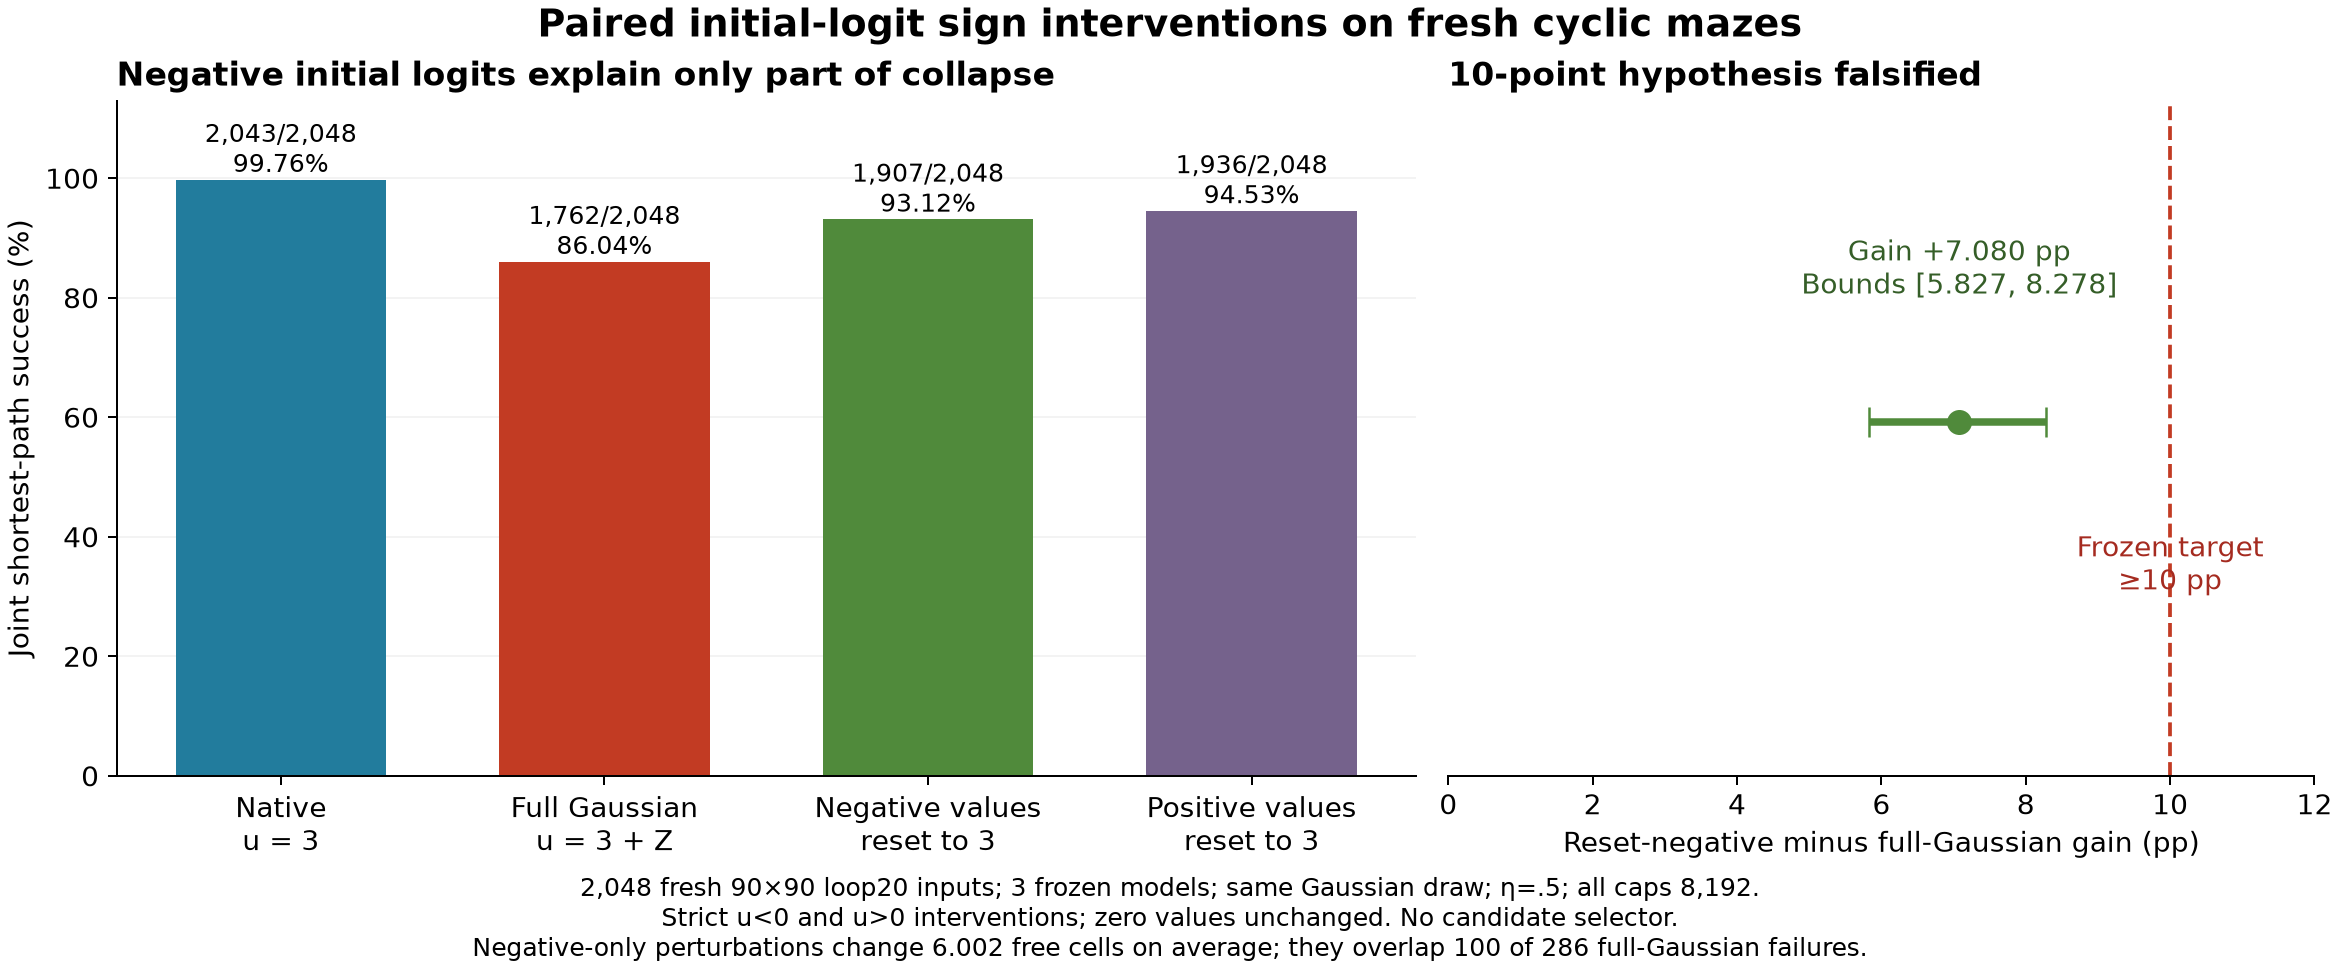 Paired initial-logit sign interventions on fresh cyclic mazes
Negative initial logits explain only part of collapse
Joint shortest-path success (%)
100
80
60
40
20
0
2,043/2,048
99.76%
1,762/2,048
86.04%
1,907/2,048
93.12%
1,936/2,048
94.53%
Native
u = 3
Full Gaussian
u = 3 + Z
Negative values
reset to 3
Positive values
reset to 3
10-point hypothesis falsified
Gain +7.080 pp
Bounds [5.827, 8.278]
Frozen target
≥10 pp
0 2 4 6 8 10 12
Reset-negative minus full-Gaussian gain (pp)
2,048 fresh 90×90 loop20 inputs; 3 frozen models; same Gaussian draw; η=.5; all caps 8,192.
Strict u<0 and u>0 interventions; zero values unchanged. No candidate selector.
Negative-only perturbations change 6.002 free cells on average; they overlap 100 of 286 full-Gaussian failures.